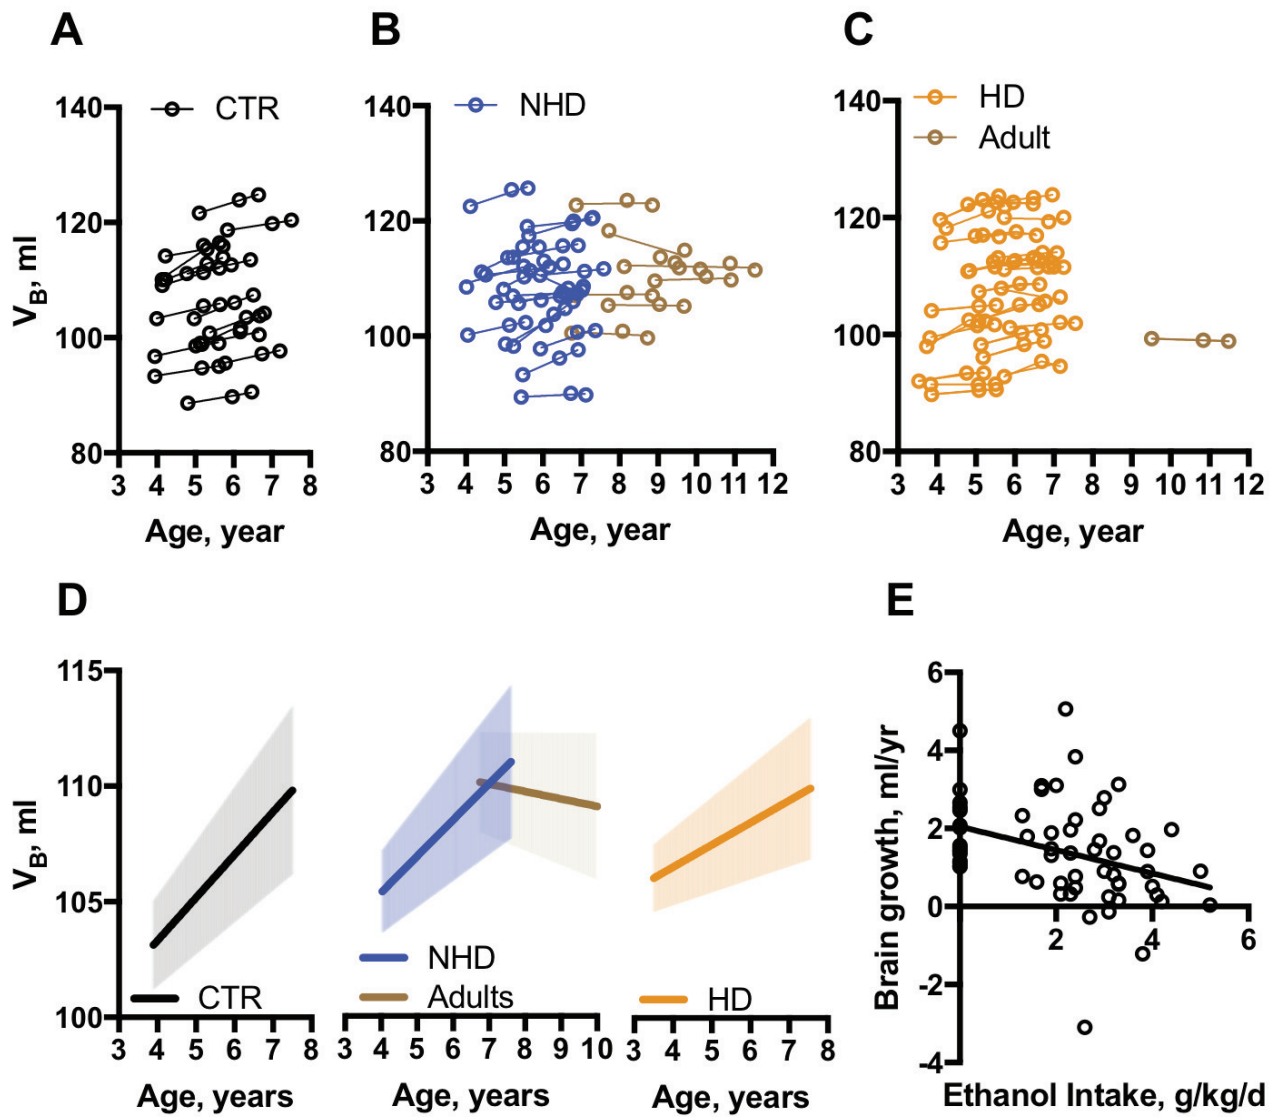 A
B
C
CTR
NHD
HD
Adult
140
120
100
80
V_B, ml
3 4 5 6 7 8
Age, year
140
120
100
80
3 4 5 6 7 8 9 10 11 12
Age, year
140
120
100
80
3 4 5 6 7 8 9 10 11 12
Age, year
D
E
115
110
105
100
V_B, ml
CTR
3 4 5 6 7 8
Age, years
NHD
Adults
3 4 5 6 7 8 9 10
Age, years
HD
3 4 5 6 7 8
Age, years
Brain growth, ml/yr
6
4
2
0
-2
-4
2 4 6
Ethanol Intake, g/kg/d